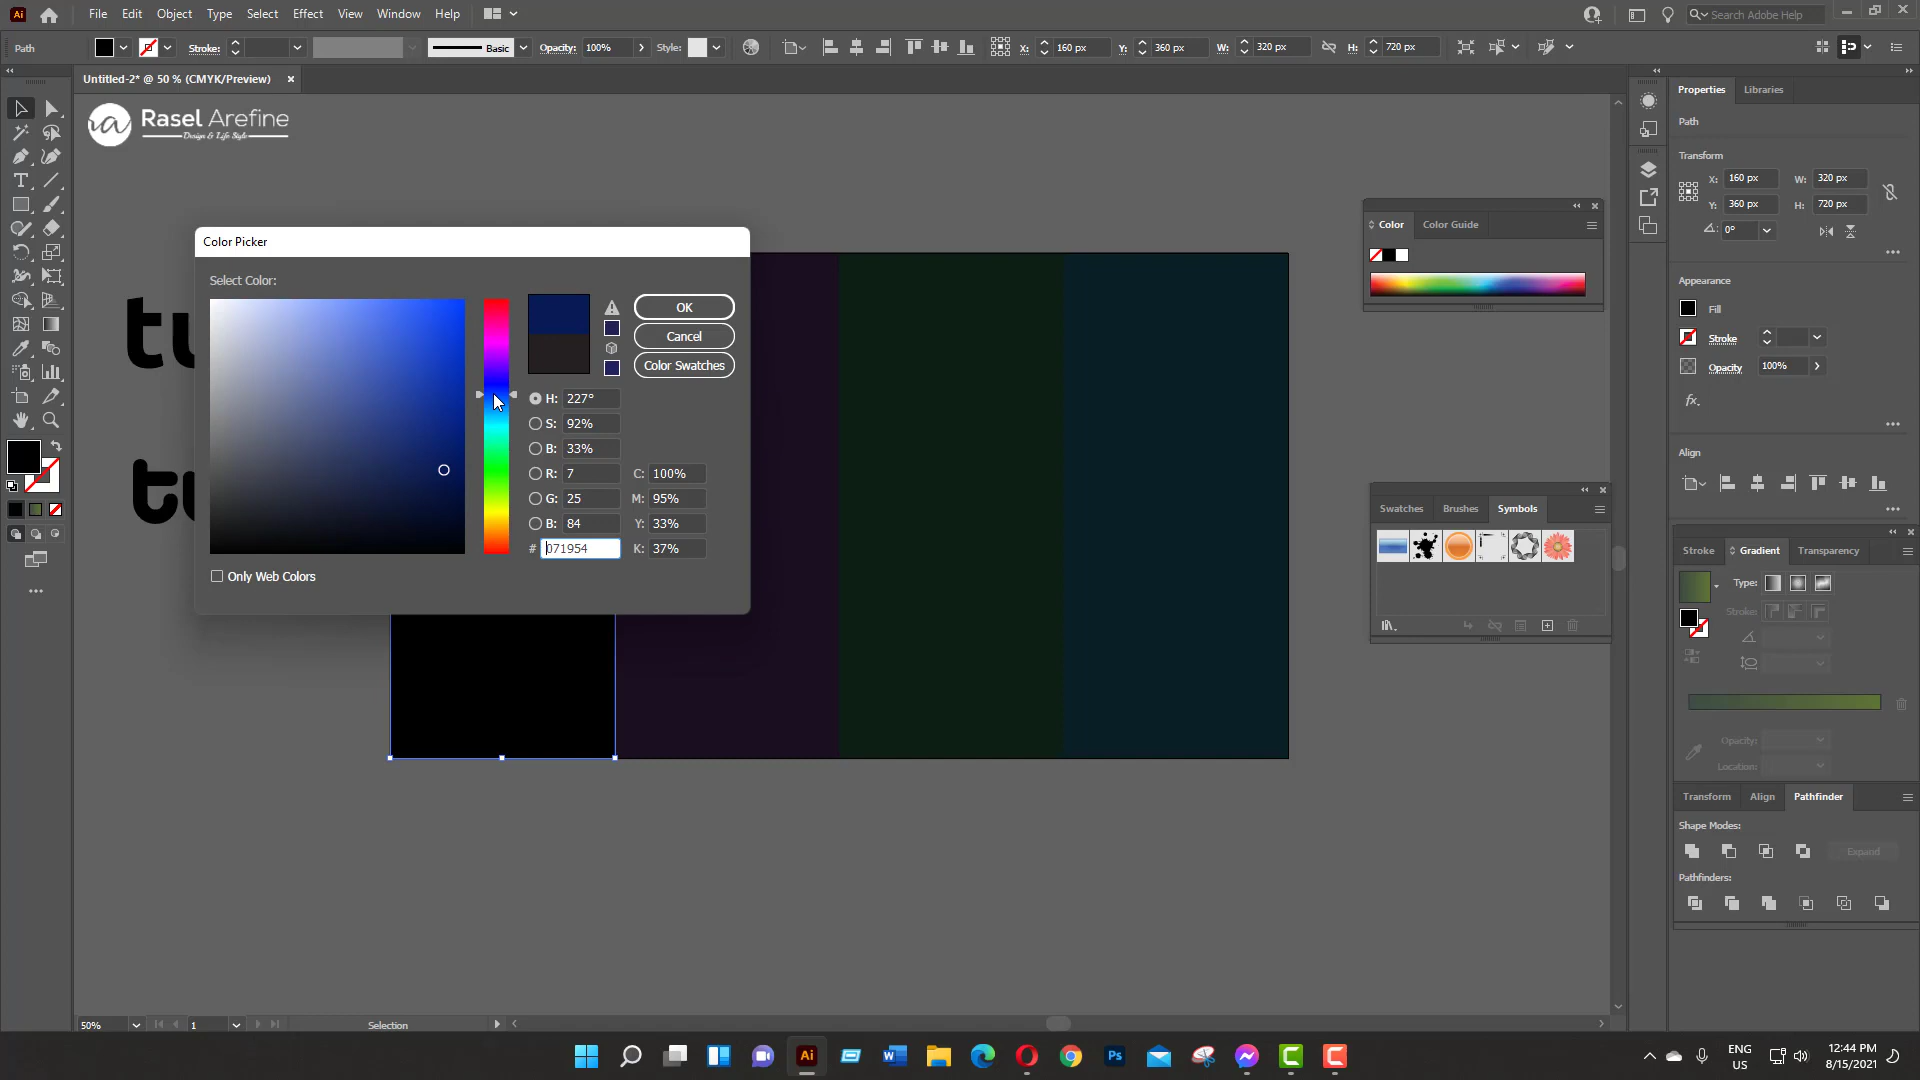 Ai File Edit Object Type Select Effect View Window Help Search Adobe Help
Path Stroke: Basic Opacity: 100% Style: X: 160 px Y: 360 px W: 320 px H: 720 px
Untitled-2* @ 50 % (CMYK/Preview)
Rasel Arefine
Design & Life Style
Color Picker
Select Color:
OK
Cancel
Color Swatches
H: 227°
S: 92%
B: 33%
R: 7 C: 100%
G: 25 M: 95%
B: 84 Y: 33%
# 071954 K: 37%
Only Web Colors
Color Color Guide
Swatches Brushes Symbols
Properties Libraries
Path
Transform
X: 160 px W: 320 px
Y: 360 px H: 720 px
0°
Appearance
Fill
Stroke
Opacity 100%
fx.
Align
Stroke Gradient Transparency
Type:
Stroke:
Opacity:
Location:
Transform Align Pathfinder
Shape Modes:
Expand
Pathfinders:
50% 1 Selection
Ai Ps
ENG
US
12:44 PM
8/15/2021